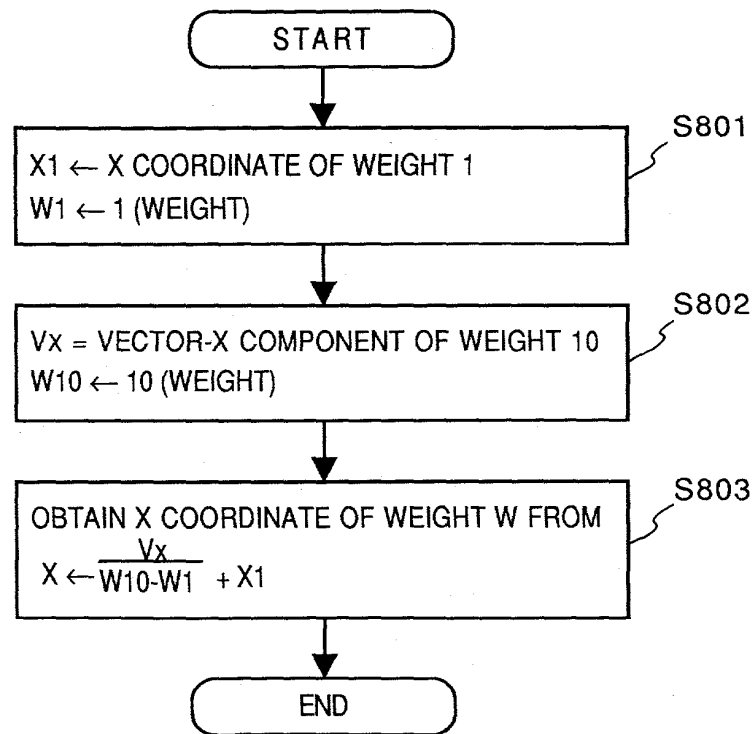 START
S801
X1 ← X COORDINATE OF WEIGHT 1
W1 ← 1 (WEIGHT)
S802
Vx = VECTOR-X COMPONENT OF WEIGHT 10
W10 ← 10 (WEIGHT)
S803
OBTAIN X COORDINATE OF WEIGHT W FROM
Vx
X ← W10-W1 + X1
END